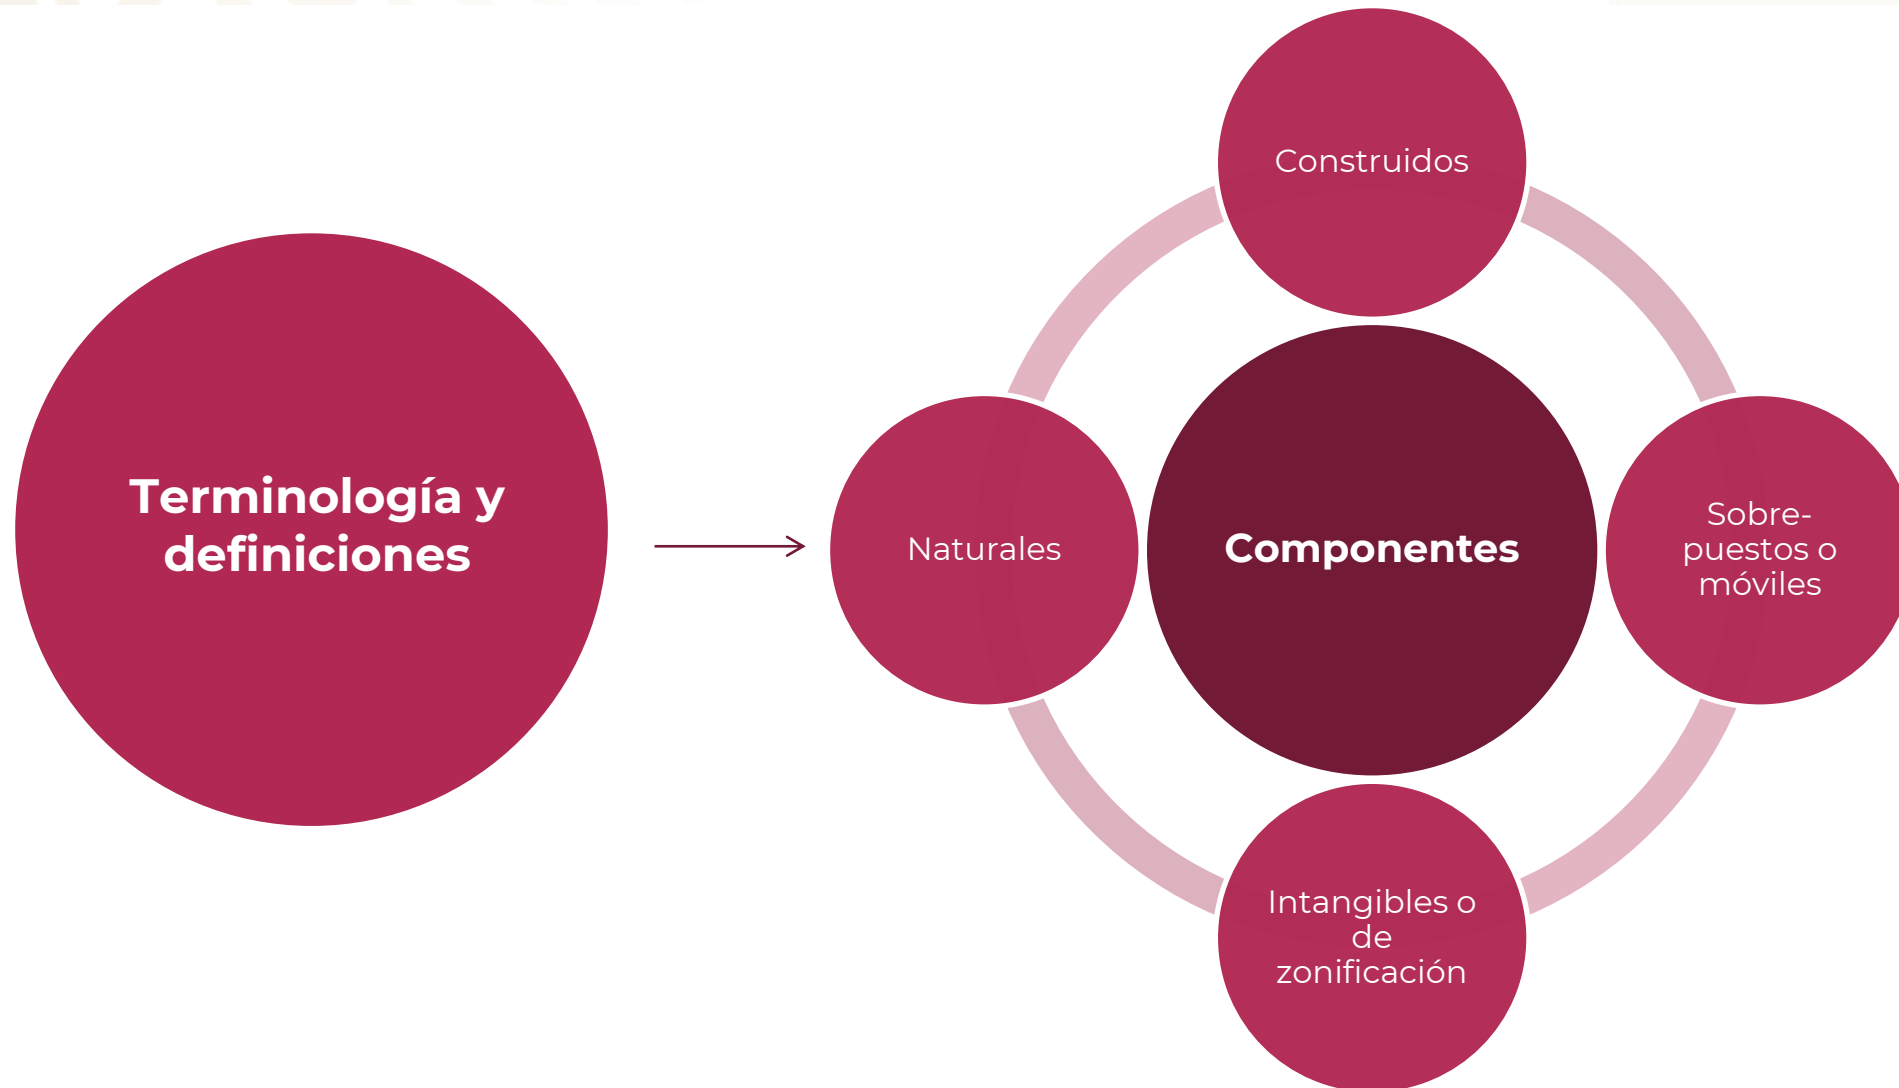 Terminología y
definiciones
Construidos
Naturales
Componentes
Sobre-
puestos o
móviles
Intangibles o
de
zonificación